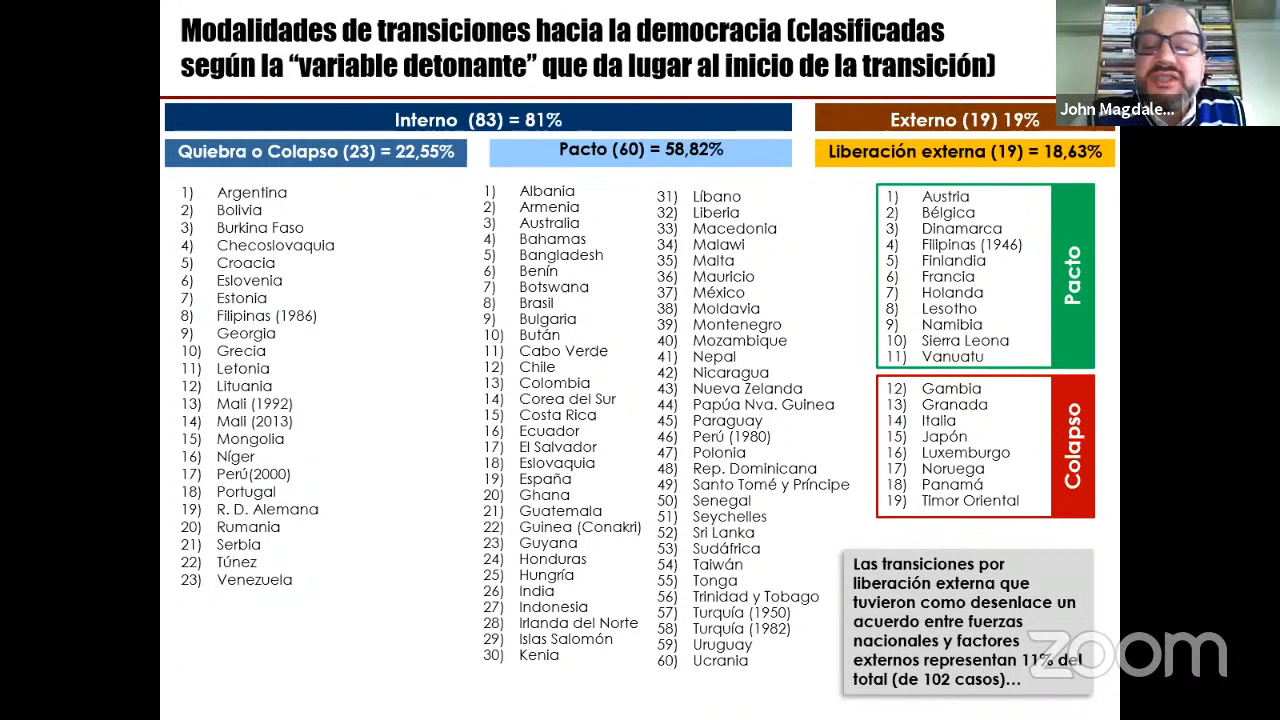 Modalidades de transiciones hacia la democracia (clasificadas
según la “variable detonante” que da lugar al inicio de la transición)
John Magdale...
Interno (83) = 81%
Externo (19) 19%
Quiebra o Colapso (23) = 22,55%
Pacto (60) = 58,82%
Liberación externa (19) = 18,63%
1) Argentina
2) Bolivia
3) Burkina Faso
4) Checoslovaquia
5) Croacia
6) Eslovenia
7) Estonia
8) Filipinas (1986)
9) Georgia
10) Grecia
11) Letonia
12) Lituania
13) Mali (1992)
14) Mali (2013)
15) Mongolia
16) Níger
17) Perú(2000)
18) Portugal
19) R. D. Alemana
20) Rumania
21) Serbia
22) Túnez
23) Venezuela
1) Albania
2) Armenia
3) Australia
4) Bahamas
5) Bangladesh
6) Benín
7) Botswana
8) Brasil
9) Bulgaria
10) Bután
11) Cabo Verde
12) Chile
13) Colombia
14) Corea del Sur
15) Costa Rica
16) Ecuador
17) El Salvador
18) Eslovaquia
19) España
20) Ghana
21) Guatemala
22) Guinea (Conakri)
23) Guyana
24) Honduras
25) Hungría
26) India
27) Indonesia
28) Irlanda del Norte
29) Islas Salomón
30) Kenia
31) Líbano
32) Liberia
33) Macedonia
34) Malawi
35) Malta
36) Mauricio
37) México
38) Moldavia
39) Montenegro
40) Mozambique
41) Nepal
42) Nicaragua
43) Nueva Zelanda
44) Papúa Nva. Guinea
45) Paraguay
46) Perú (1980)
47) Polonia
48) Rep. Dominicana
49) Santo Tomé y Príncipe
50) Senegal
51) Seychelles
52) Sri Lanka
53) Sudáfrica
54) Taiwán
55) Tonga
56) Trinidad y Tobago
57) Turquía (1950)
58) Turquía (1982)
59) Uruguay
60) Ucrania
1) Austria
2) Bélgica
3) Dinamarca
4) Filipinas (1946)
5) Finlandia
6) Francia
7) Holanda
8) Lesotho
9) Namibia
10) Sierra Leona
11) Vanuatu
Pacto
12) Gambia
13) Granada
14) Italia
15) Japón
16) Luxemburgo
17) Noruega
18) Panamá
19) Timor Oriental
Colapso
Las transiciones por
liberación externa que
tuvieron como desenlace un
acuerdo entre fuerzas
nacionales y factores
externos representan 11% del
total (de 102 casos)…
zoom